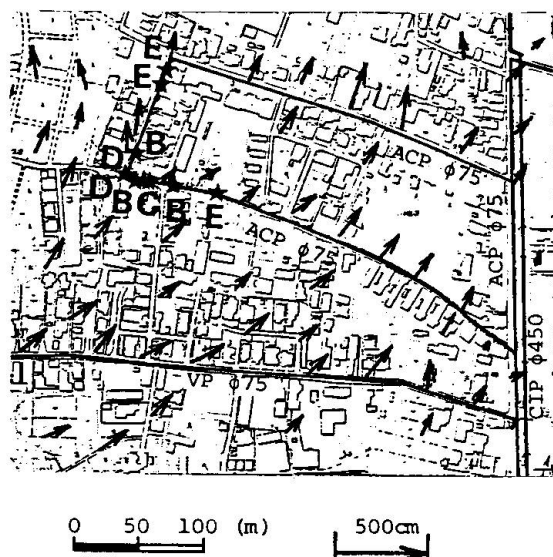 E
E
B
D
D
B C B E
ACP φ75
ACP φ75
ACP φ75
CIP φ450
VP φ75
0 50 100 (m)
500cm